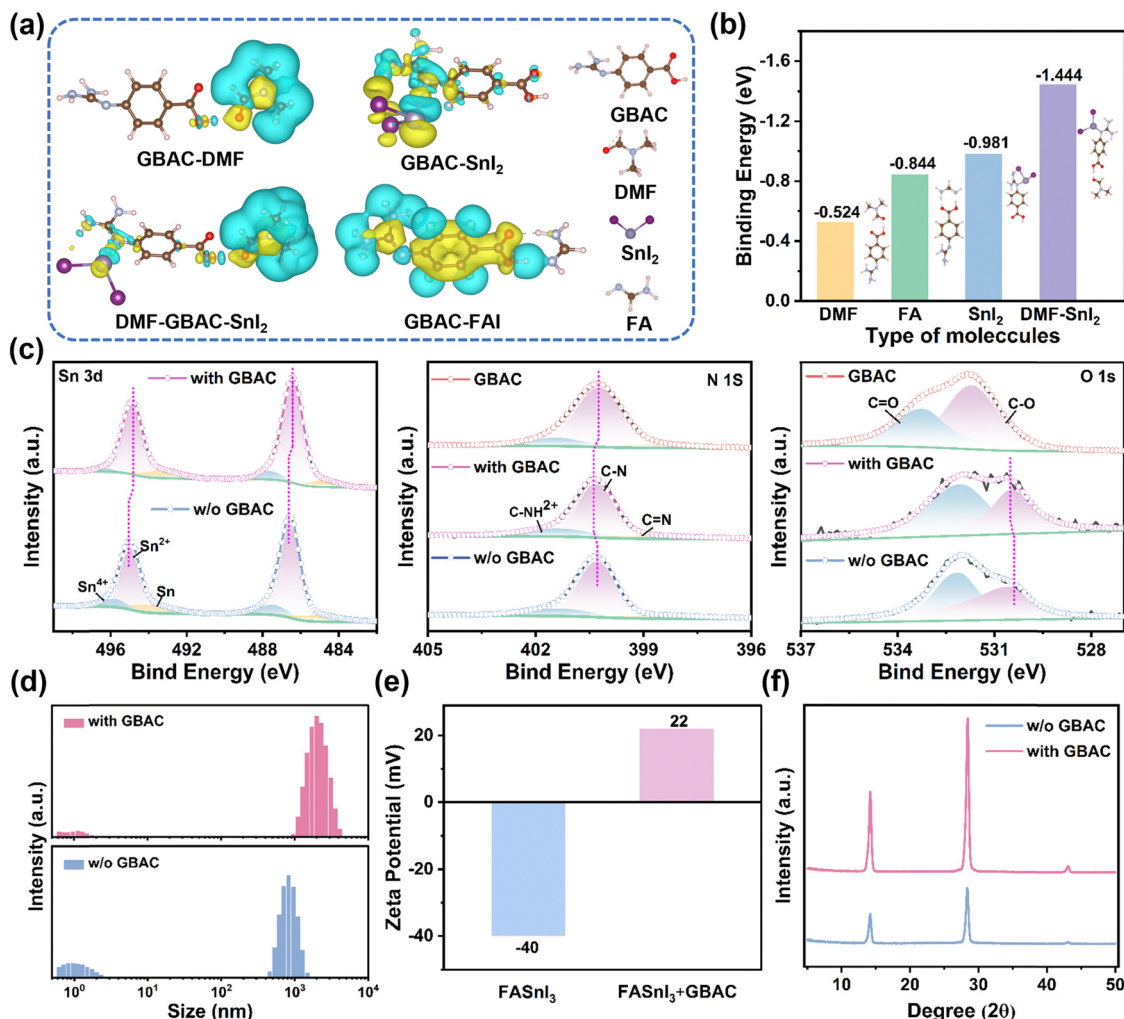 (a)
GBAC-DMF
GBAC-SnI2
GBAC
DMF
SnI2
FA
DMF-GBAC-SnI2
GBAC-FAI
(b)
Binding Energy (eV)
-1.6
-1.2
-0.8
-0.4
0.0
-0.524
-0.844
-0.981
-1.444
DMF
FA
SnI2
DMF-SnI2
Type of moleccules
(c)
Sn 3d
with GBAC
w/o GBAC
Sn2+
Sn4+
Sn
Intensity (a.u.)
496
492
488
484
Bind Energy (eV)
GBAC
N 1S
with GBAC
C-N
C-NH2+
C=N
w/o GBAC
Intensity (a.u.)
405
402
399
396
Bind Energy (eV)
GBAC
O 1s
C=O
C-O
with GBAC
w/o GBAC
Intensity (a.u.)
537
534
531
528
Bind Energy (eV)
(d)
with GBAC
w/o GBAC
Intensity (a.u.)
10^0
10^1
10^2
10^3
10^4
Size (nm)
(e)
Zeta Potential (mV)
20
0
-20
-40
22
-40
FASnI3
FASnI3+GBAC
(f)
w/o GBAC
with GBAC
Intensity (a.u.)
10
20
30
40
50
Degree (2θ)